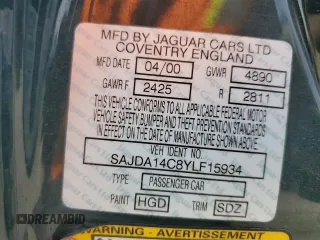 MFD BY JAGUAR CARS LTD
COVENTRY ENGLAND
MFD DATE 04/00 GVWR 4890
GAWR F 2425 R 2811
THIS VEHICLE CONFORMS TO ALL APPLICABLE FEDERAL MOTOR
VEHICLE SAFETY BUMPER AND THEFT PREVENTION STANDARDS
IN EFFECT ON THE DATE OF MANUFACTURE SHOWN ABOVE
VEH IDENT NO.
SAJDA14C8YLF15934
TYPE PASSENGER CAR
PAINT HGD TRIM SDZ
WARNING - AVERTISSEMENT
DREAMBID